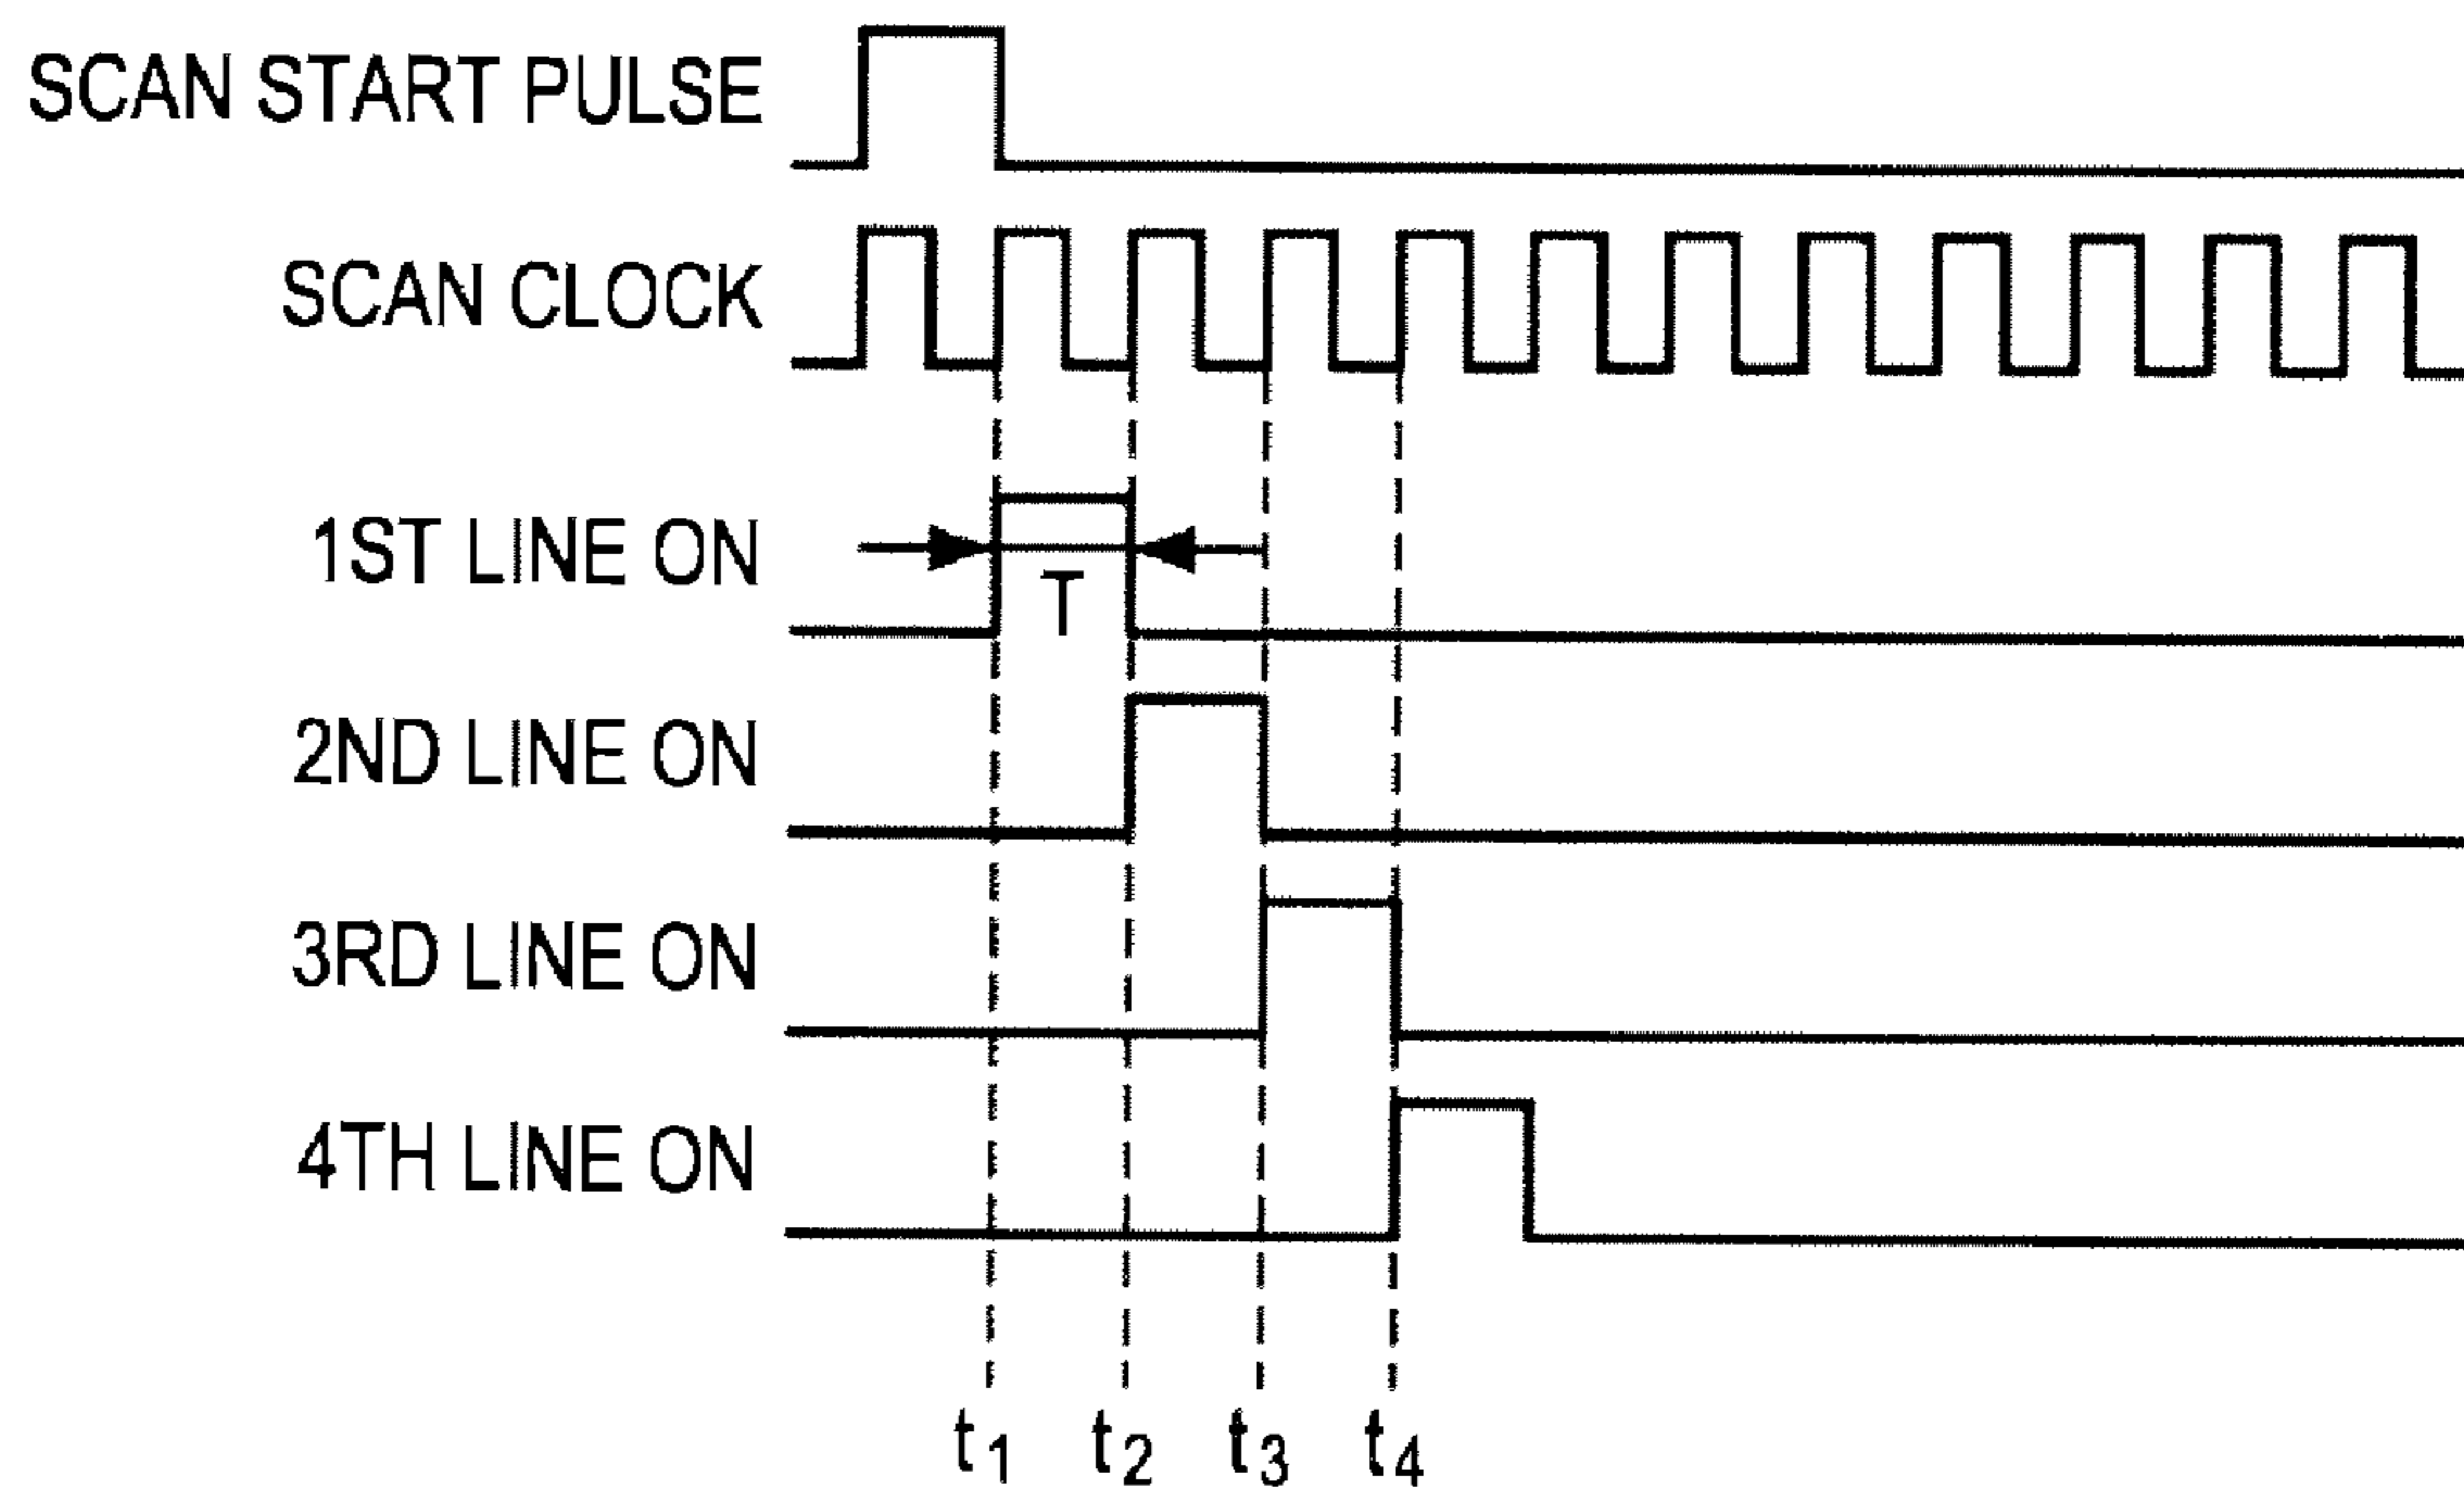 SCAN START PULSE
SCAN CLOCK
1ST LINE ON
T
2ND LINE ON
3RD LINE ON
4TH LINE ON
t1 t2 t3 t4